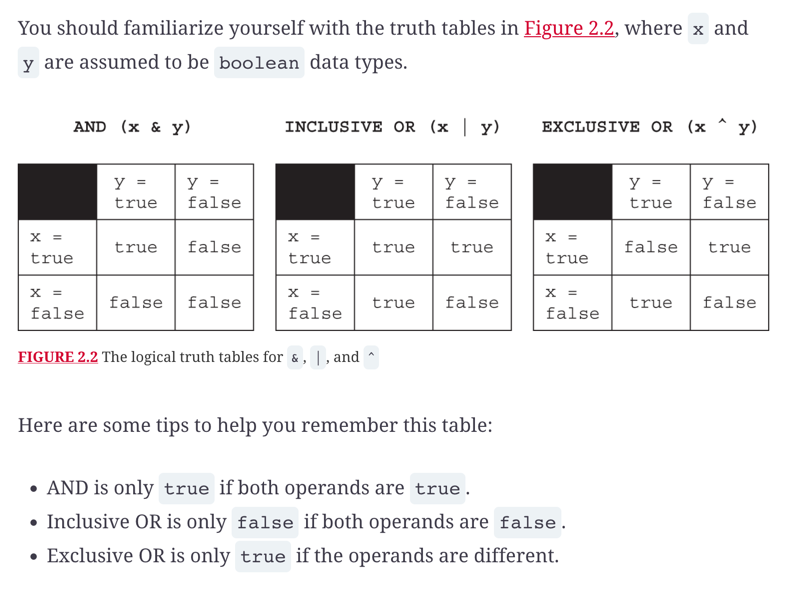 You should familiarize yourself with the truth tables in Figure 2.2, where x and
y are assumed to be boolean data types.
AND (x & y)
y = true
y = false
x = true
true
false
x = false
false
false
INCLUSIVE OR (x | y)
y = true
y = false
x = true
true
true
x = false
true
false
EXCLUSIVE OR (x ^ y)
y = true
y = false
x = true
false
true
x = false
true
false
FIGURE 2.2 The logical truth tables for &, |, and ^
Here are some tips to help you remember this table:
• AND is only true if both operands are true.
• Inclusive OR is only false if both operands are false.
• Exclusive OR is only true if the operands are different.